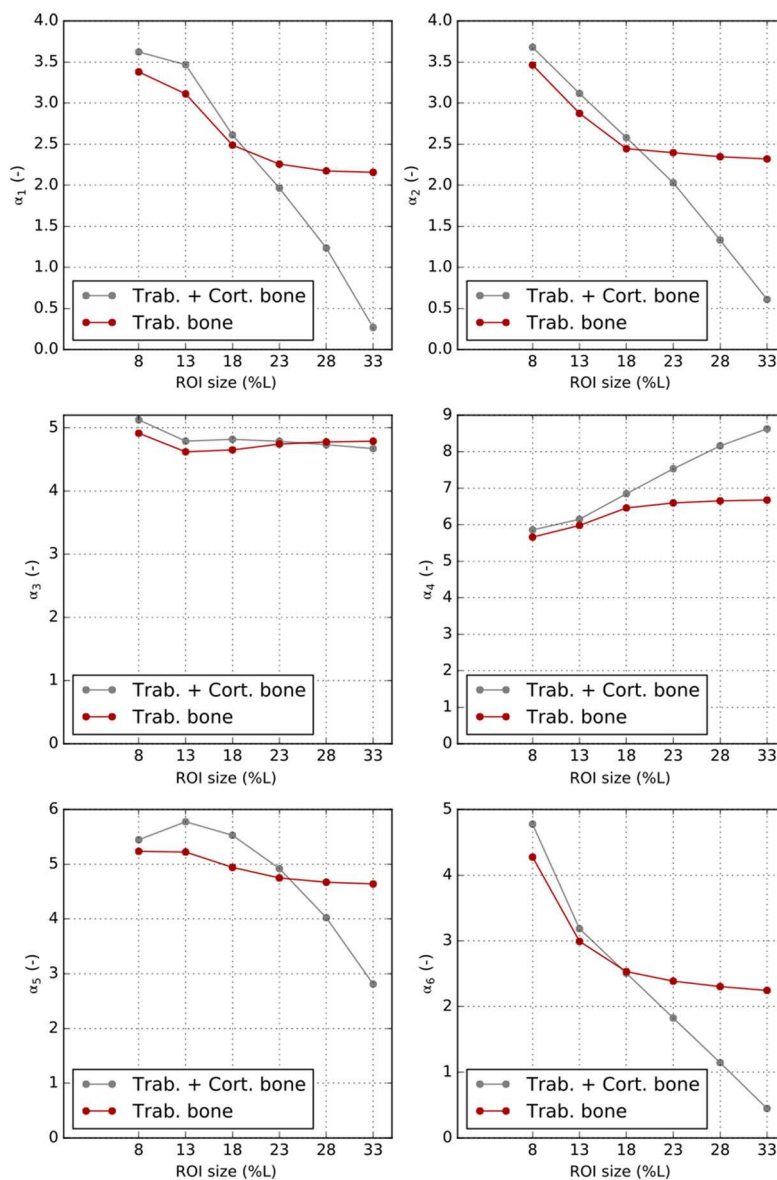 4.0
3.5
3.0
2.5
2.0
1.5
1.0
0.5
0.0
α1 (-)
Trab. + Cort. bone
Trab. bone
8 13 18 23 28 33
ROI size (%L)
4.0
3.5
3.0
2.5
2.0
1.5
1.0
0.5
0.0
α2 (-)
Trab. + Cort. bone
Trab. bone
8 13 18 23 28 33
ROI size (%L)
5
4
3
2
1
0
α3 (-)
Trab. + Cort. bone
Trab. bone
8 13 18 23 28 33
ROI size (%L)
9
8
7
6
5
4
3
2
1
0
α4 (-)
Trab. + Cort. bone
Trab. bone
8 13 18 23 28 33
ROI size (%L)
6
5
4
3
2
1
0
α5 (-)
Trab. + Cort. bone
Trab. bone
8 13 18 23 28 33
ROI size (%L)
5
4
3
2
1
0
α6 (-)
Trab. + Cort. bone
Trab. bone
8 13 18 23 28 33
ROI size (%L)